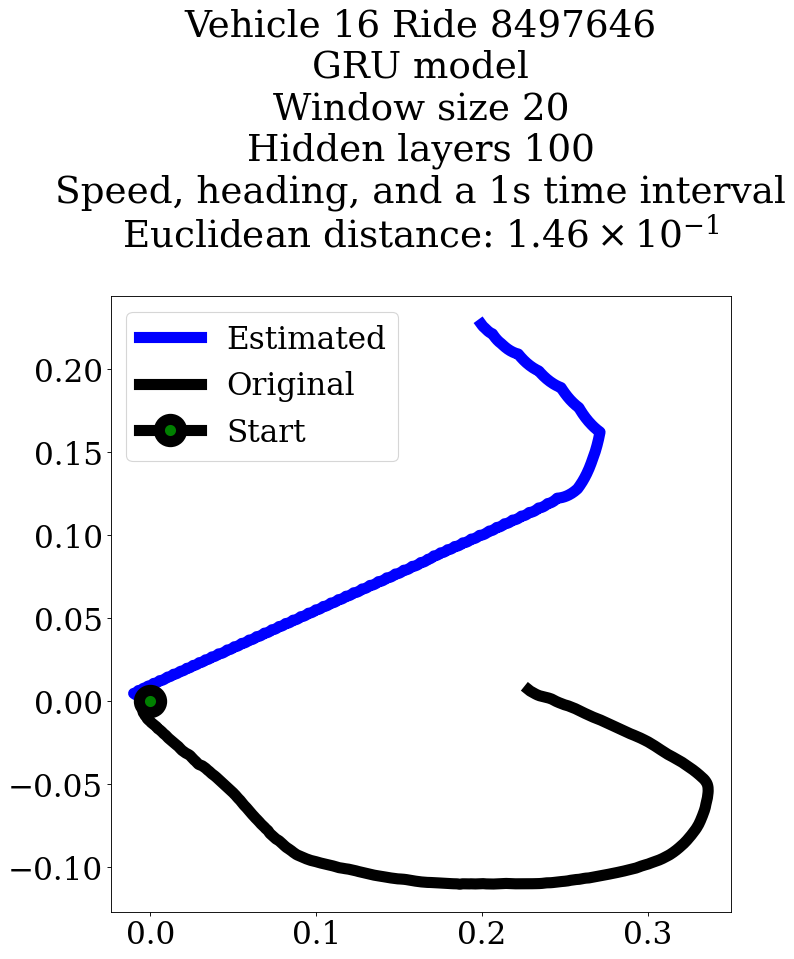 Vehicle 16 Ride 8497646
GRU model
Window size 20
Hidden layers 100
Speed, heading, and a 1s time interval
Euclidean distance: 1.46 × 10⁻¹
Estimated
Original
Start
0.20
0.15
0.10
0.05
0.00
−0.05
−0.10
0.0 0.1 0.2 0.3